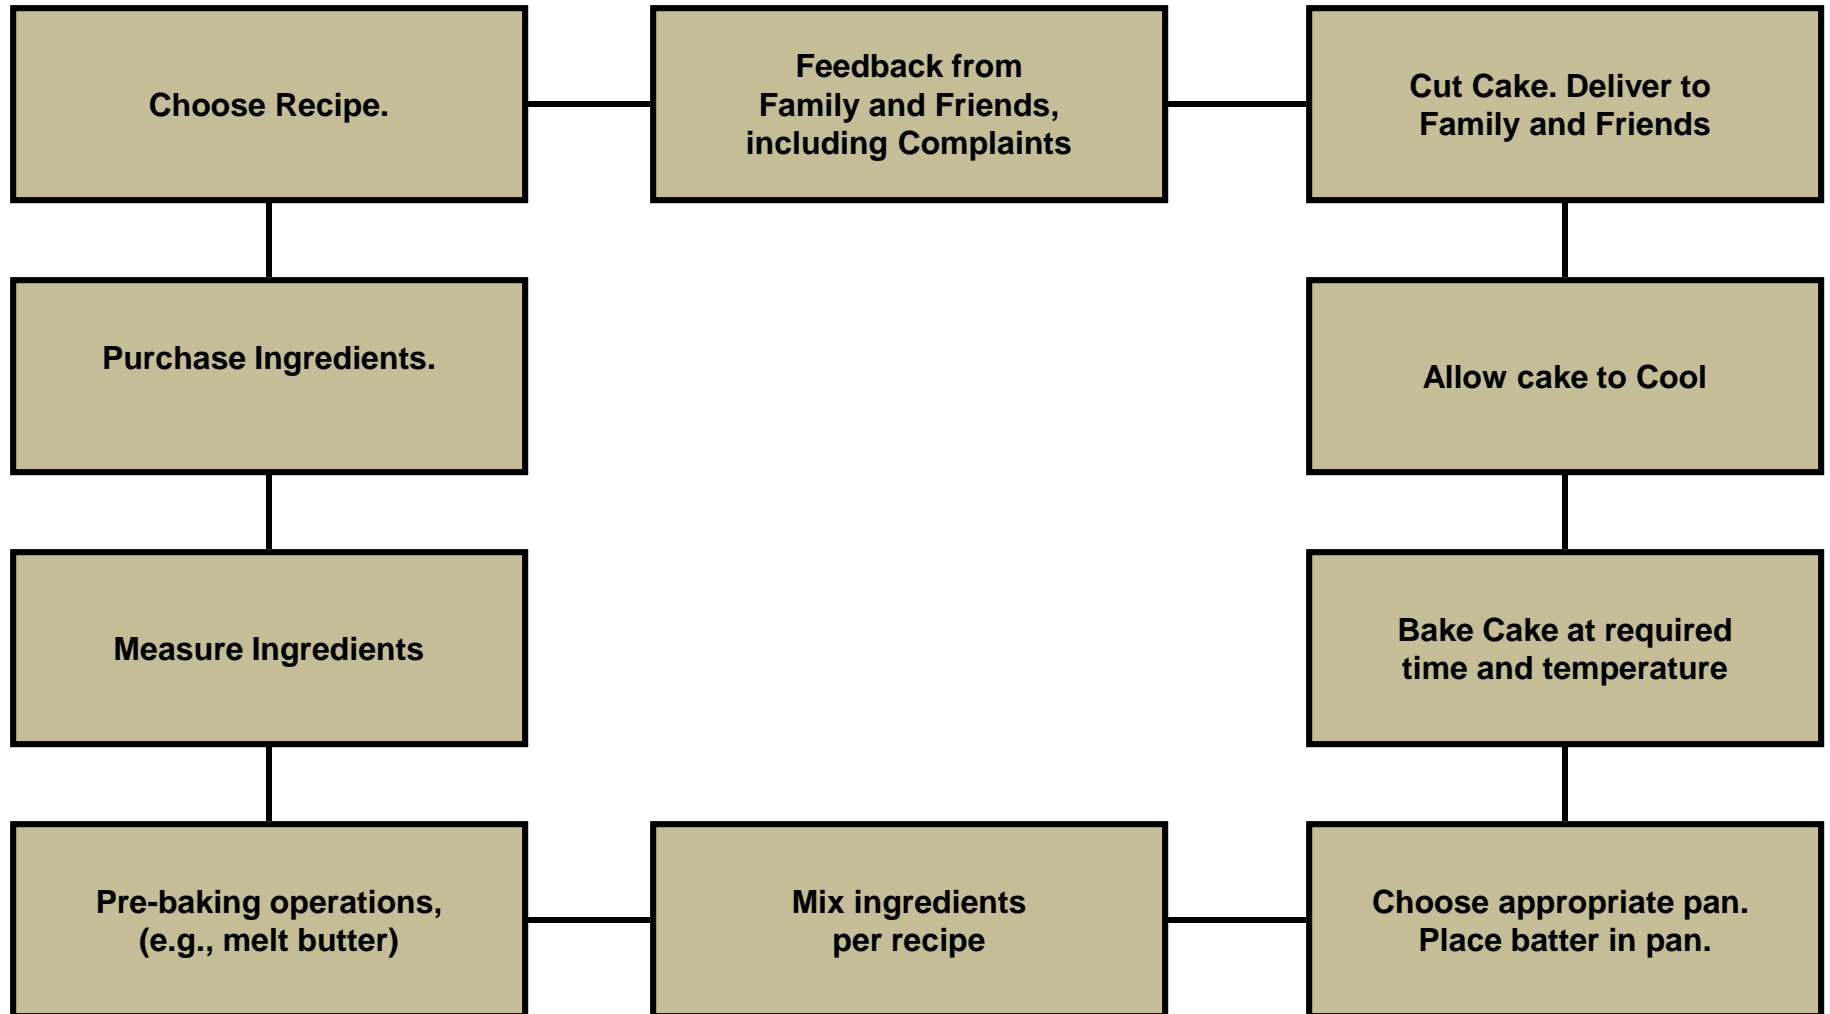 Choose Recipe.
Feedback from
Family and Friends,
including Complaints
Cut Cake. Deliver to
Family and Friends
Purchase Ingredients.
Allow cake to Cool
Measure Ingredients
Bake Cake at required
time and temperature
Pre-baking operations,
(e.g., melt butter)
Mix ingredients
per recipe
Choose appropriate pan.
Place batter in pan.